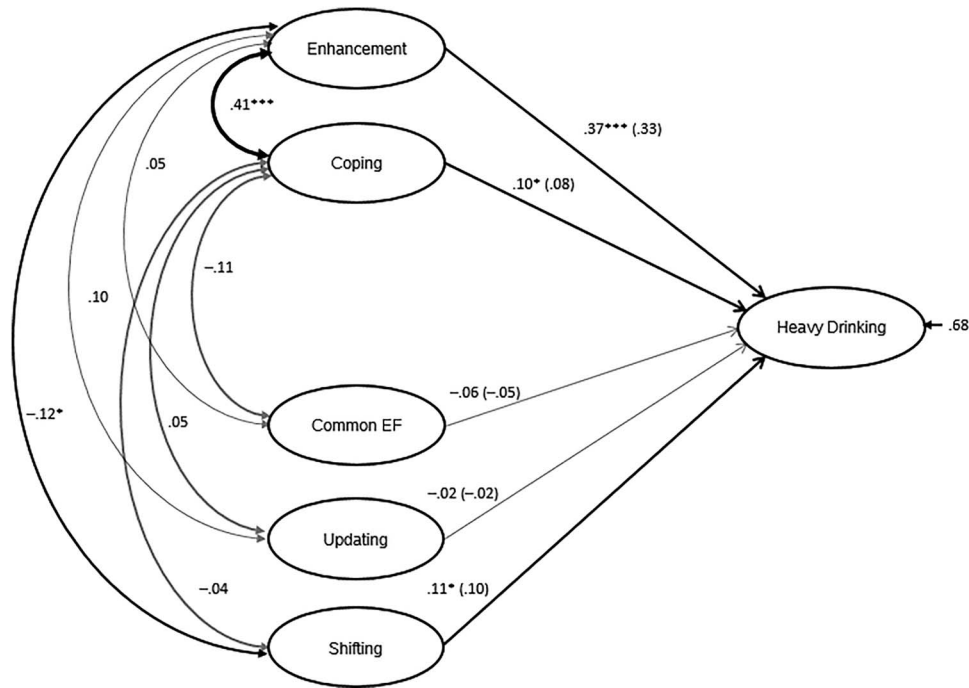 Enhancement
.41***
.37*** (.33)
.05
Coping
.10* (.08)
–.11
.10
Heavy Drinking
.68
–.12*
Common EF
–.06 (–.05)
.05
–.02 (–.02)
Updating
–.04
.11* (.10)
Shifting